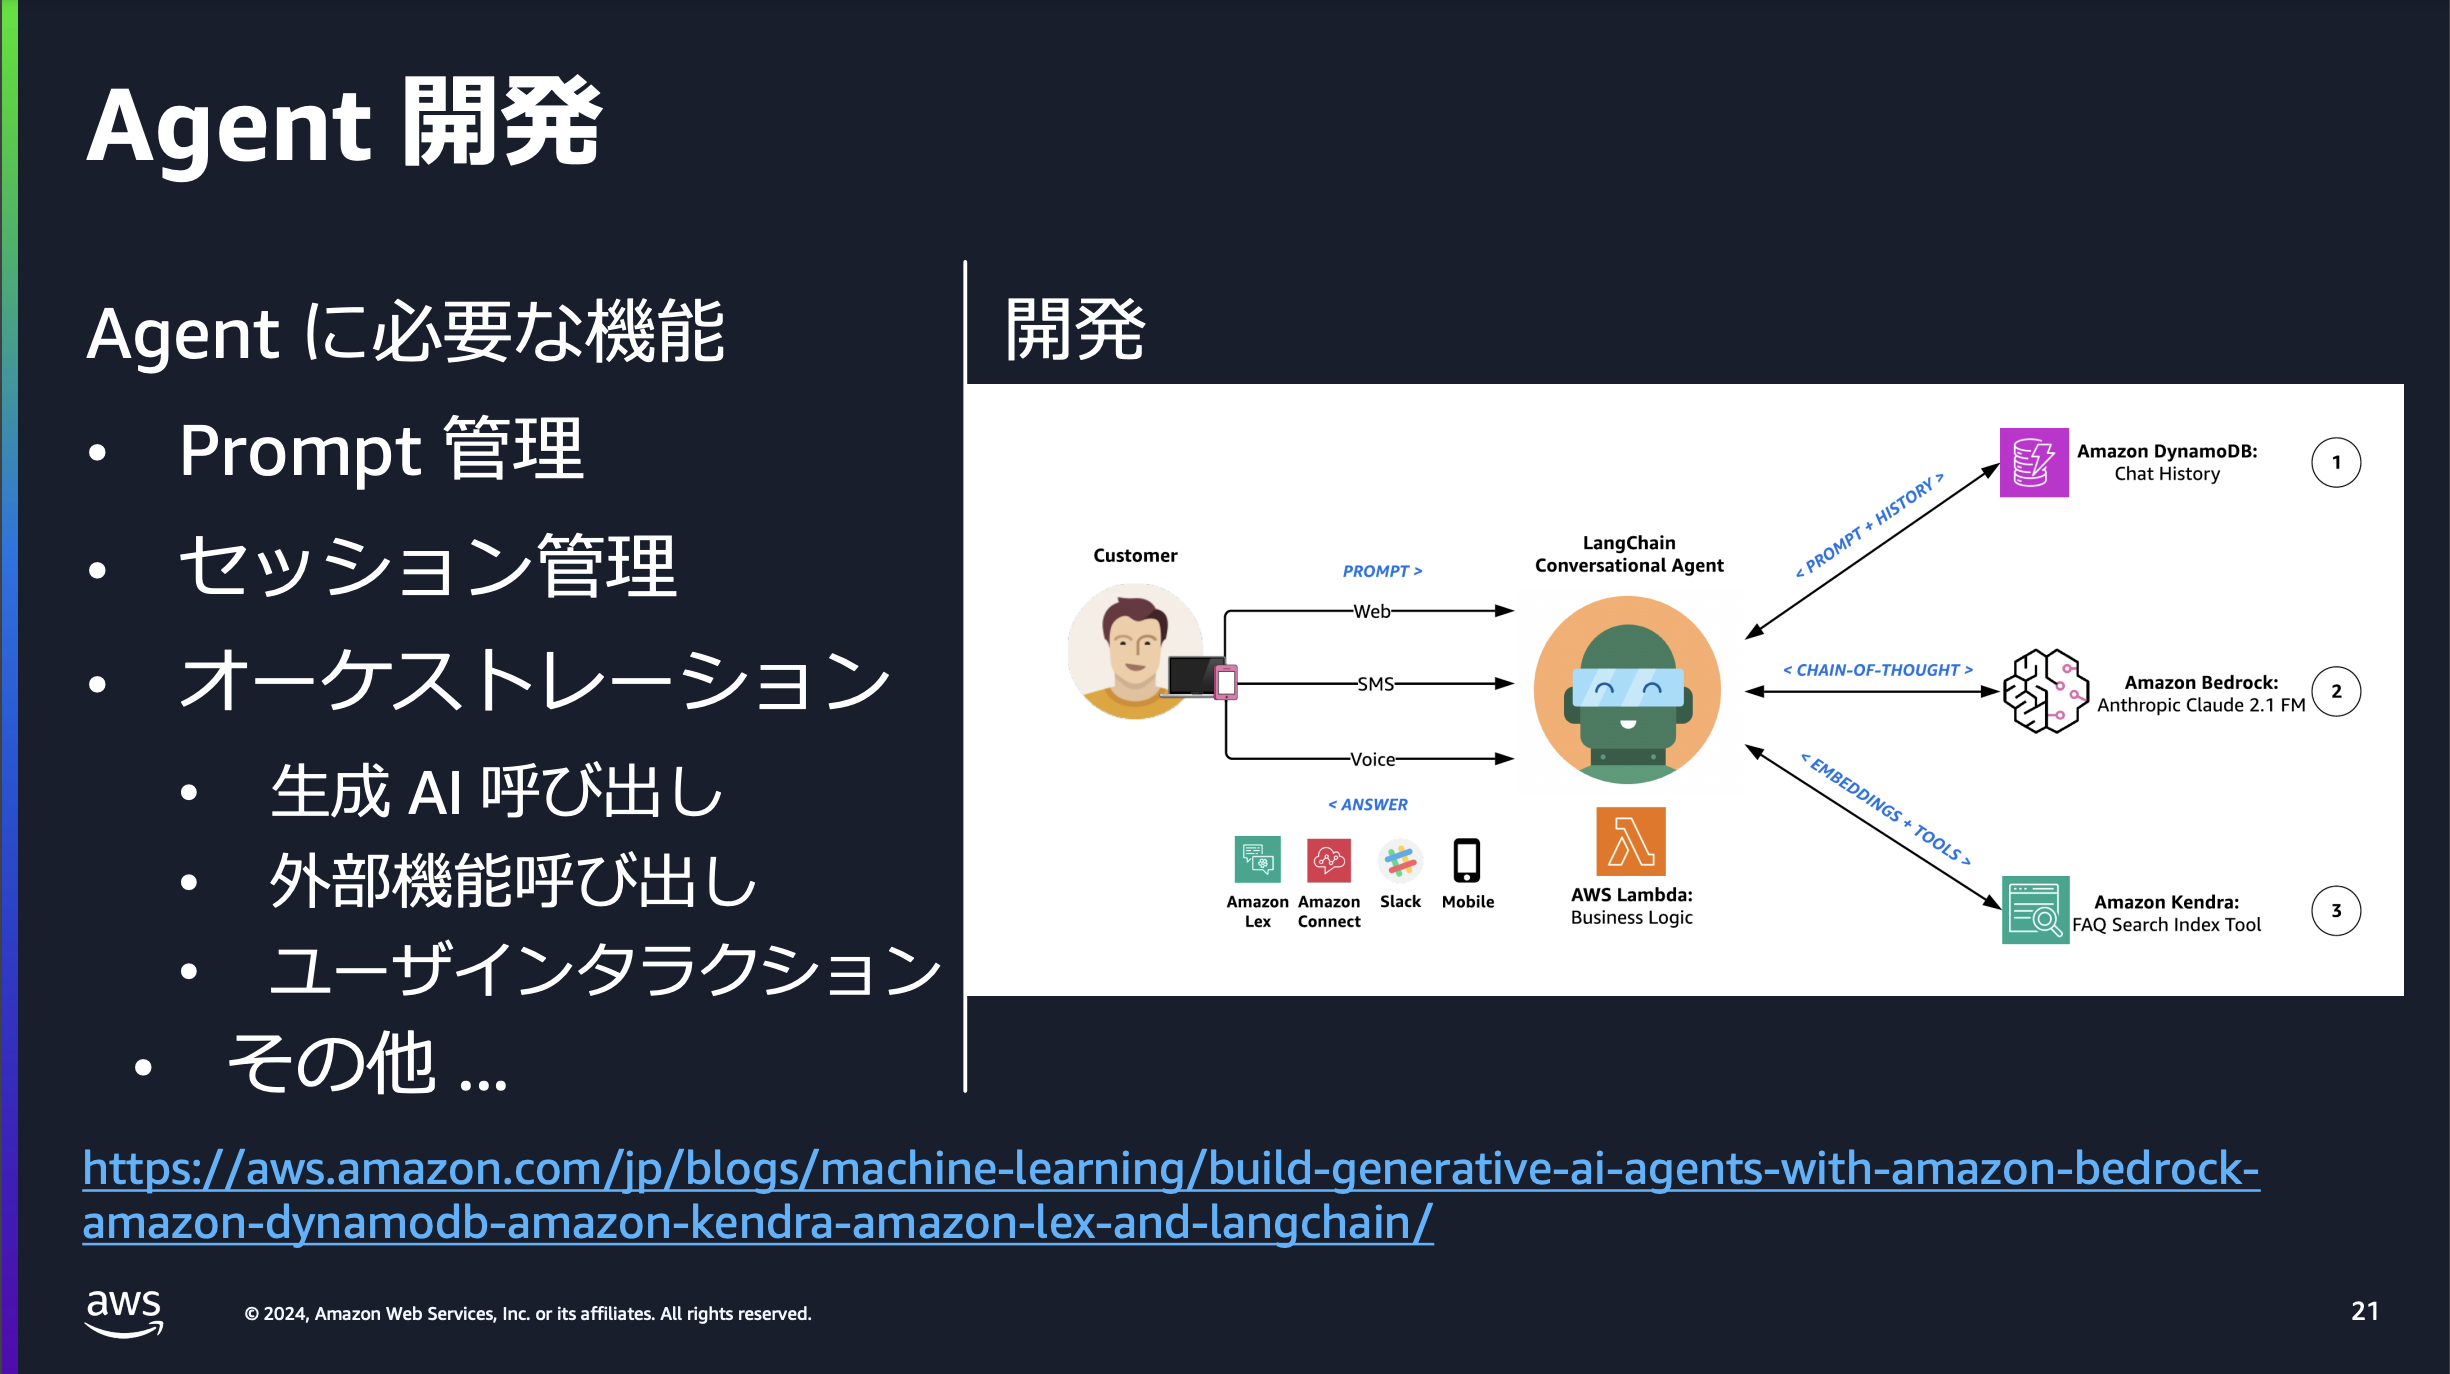 Agent 開発
Agent に必要な機能
• Prompt 管理
• セッション管理
• オーケストレーション
• 生成 AI 呼び出し
• 外部機能呼び出し
• ユーザインタラクション
• その他 ...
開発
Customer
PROMPT >
Web
SMS
Voice
< ANSWER
Amazon
Lex
Amazon
Connect
Slack
Mobile
LangChain
Conversational Agent
AWS Lambda:
Business Logic
< PROMPT + HISTORY >
< CHAIN-OF-THOUGHT >
< EMBEDDINGS + TOOLS >
Amazon DynamoDB:
Chat History
1
Amazon Bedrock:
Anthropic Claude 2.1 FM
2
Amazon Kendra:
FAQ Search Index Tool
3
https://aws.amazon.com/jp/blogs/machine-learning/build-generative-ai-agents-with-amazon-bedrock-
amazon-dynamodb-amazon-kendra-amazon-lex-and-langchain/
aws
© 2024, Amazon Web Services, Inc. or its affiliates. All rights reserved.
21